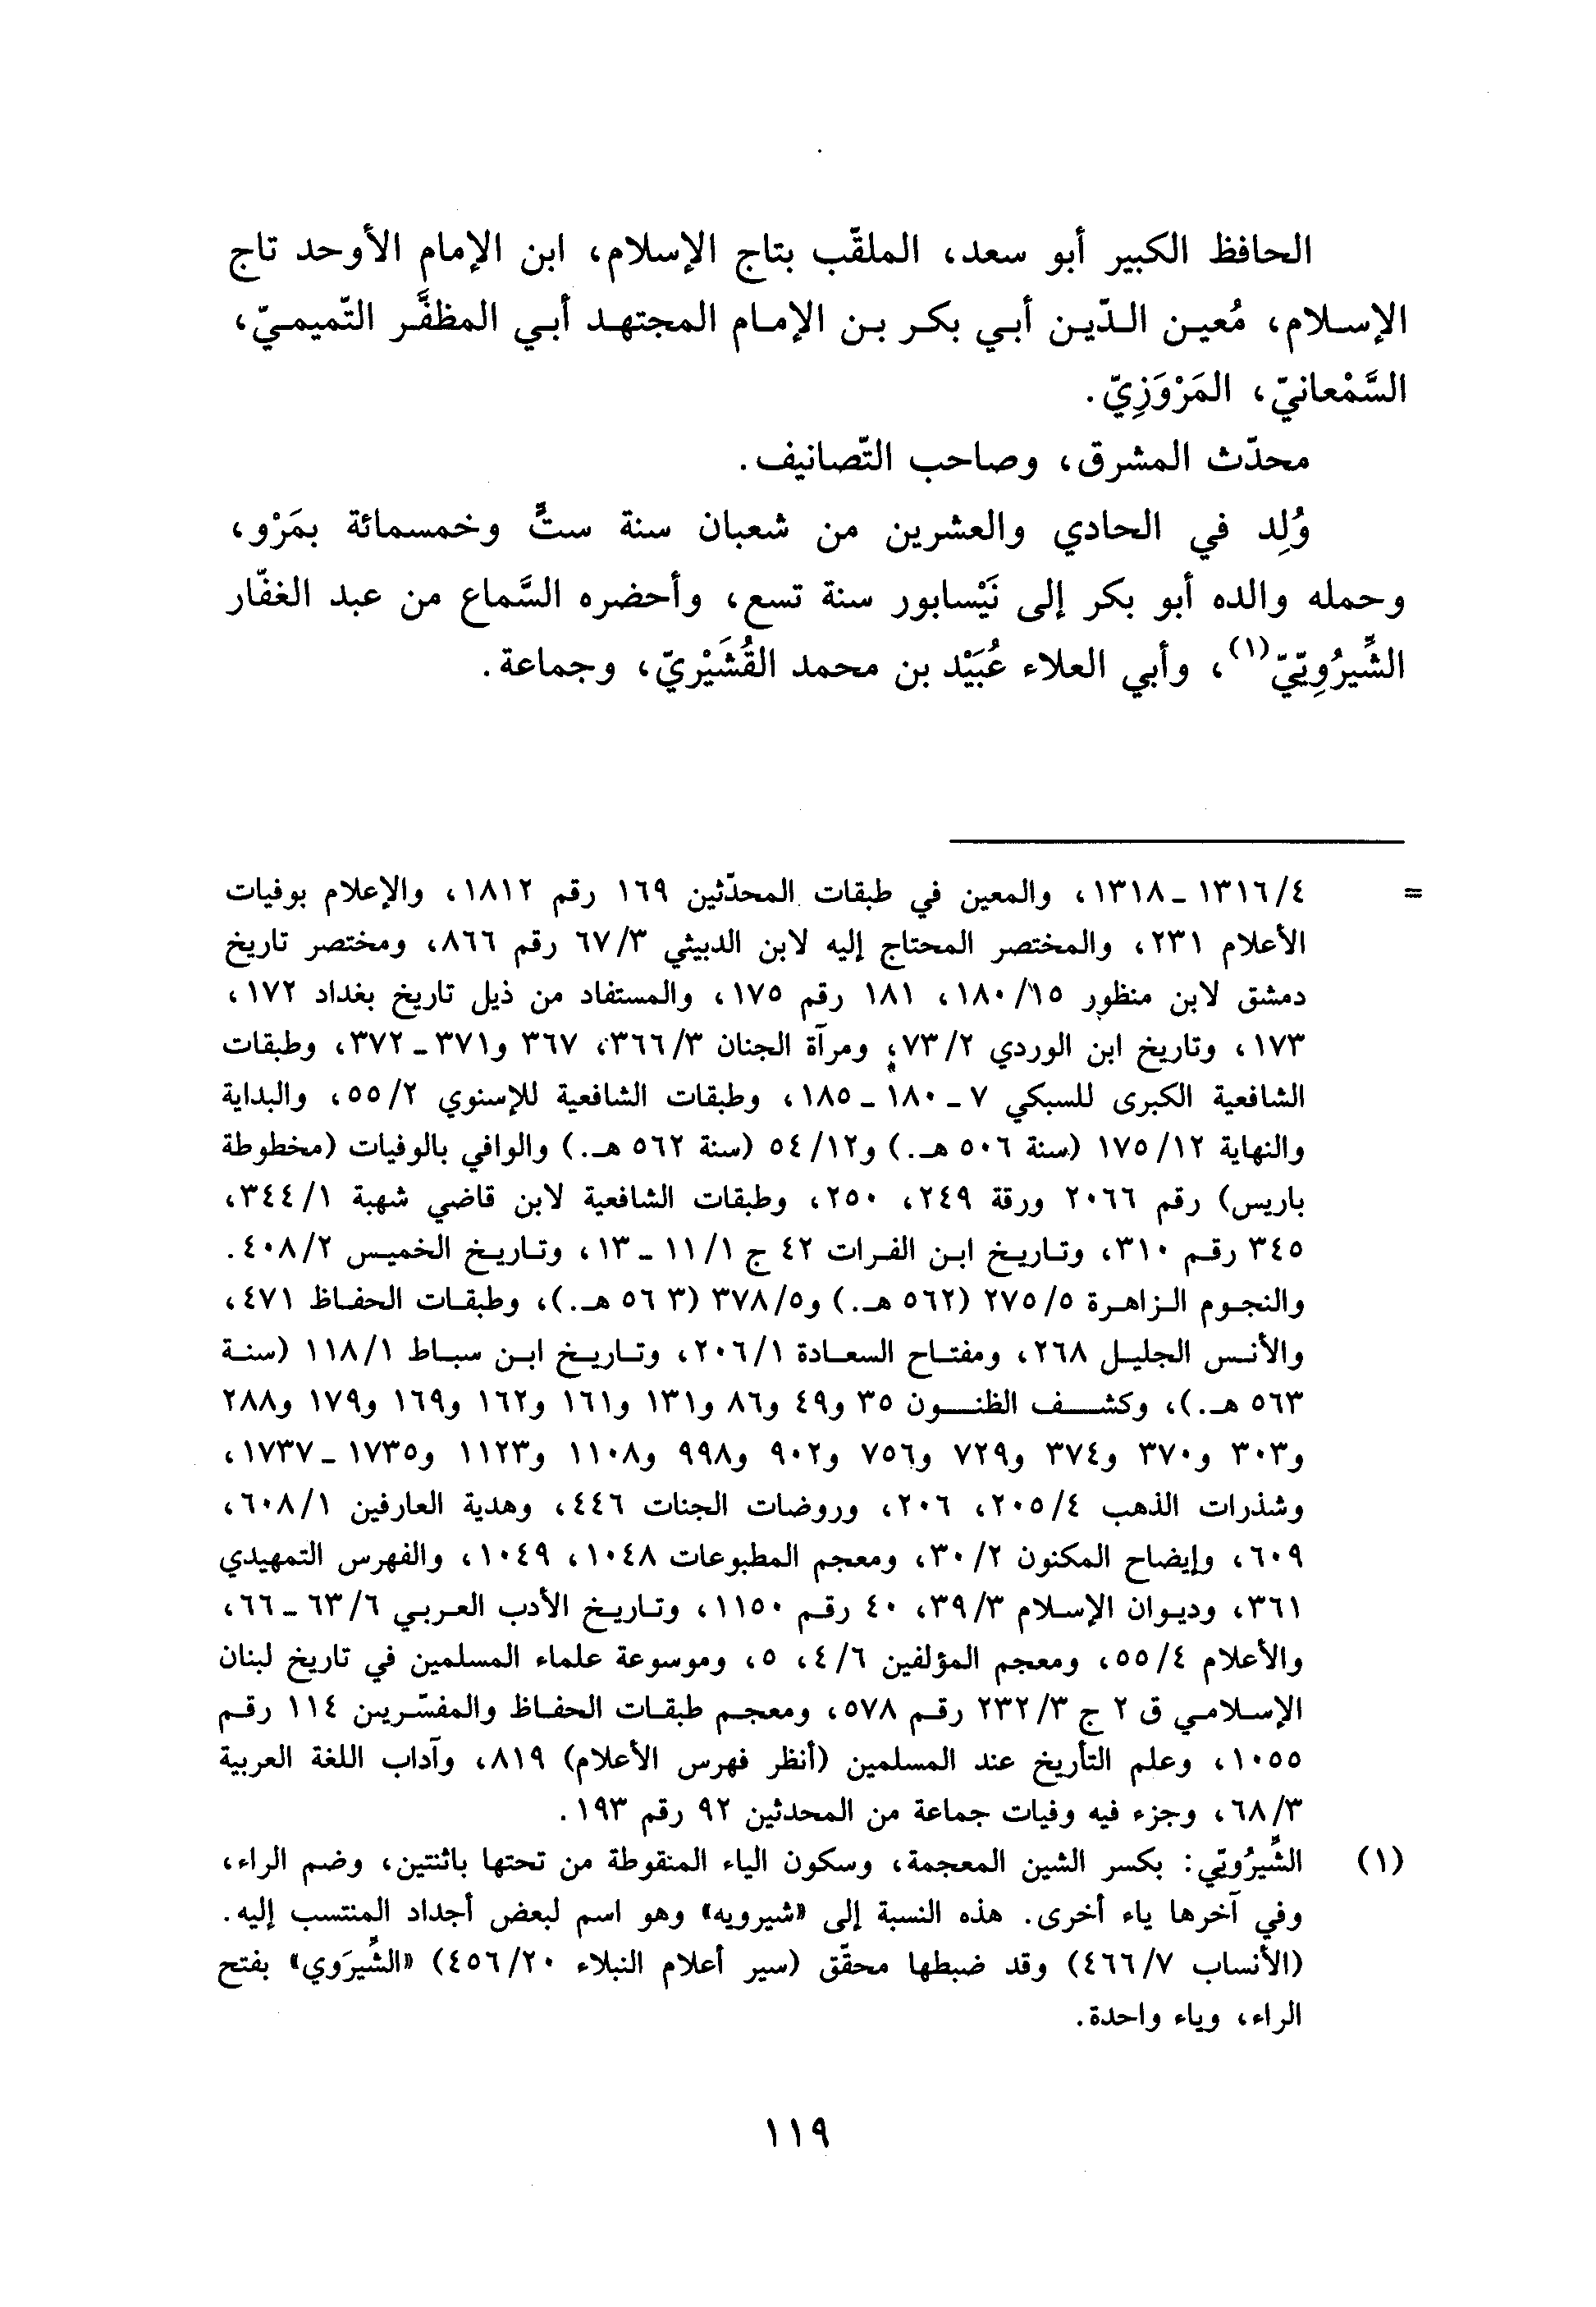 الحافظ الكبير أبو سعد، الملقّب بتاج الإسلام، ابن الإمام الأوحد تاج
الإسلام، مُعين الدّين أبي بكر بن الإمام المجتهد أبي المظفَّر التّميميّ،
السَّمْعانيّ، المَرْوَزِيّ.
محدّث المشرق، وصاحب التّصانيف.
وُلِد في الحادي والعشرين من شعبان سنة ستٍّ وخمسمائة بمَرْو،
وحمله والده أبو بكر إلى نَيْسابور سنة تسع، وأحضره السَّماع من عبد الغفّار
الشِّيرُوِيّيّ(١)، وأبي العلاء عُبَيْد بن محمد القُشَيْريّ، وجماعة.
= ٤/١٣١٦ ـ ١٣١٨، والمعين في طبقات المحدّثين ١٦٩ رقم ١٨١٢، والإعلام بوفيات
الأعلام ٢٣١، والمختصر المحتاج إليه لابن الدبيثي ٦٧/٣ رقم ٨٦٦، ومختصر تاريخ
دمشق لابن منظور ١٨٠/١٥، ١٨١ رقم ١٧٥، والمستفاد من ذيل تاريخ بغداد ١٧٢،
١٧٣، وتاريخ ابن الوردي ٧٣/٢، ومرآة الجنان ٣٦٦/٣، ٣٦٧ و٣٧١ ـ ٣٧٢، وطبقات
الشافعية الكبرى للسبكي ٧ ـ ١٨٠ ـ ١٨٥، وطبقات الشافعية للإسنوي ٥٥/٢، والبداية
والنهاية ١٧٥/١٢ (سنة ٥٠٦ هـ.) و٥٤/١٢ (سنة ٥٦٢ هـ.) والوافي بالوفيات (مخطوطة
باريس) رقم ٢٠٦٦ ورقة ٢٤٩، ٢٥٠، وطبقات الشافعية لابن قاضي شهبة ٣٤٤/١،
٣٤٥ رقم ٣١٠، وتاريخ ابن الفرات ٤٢ ج ١١/١ ـ ١٣، وتاريخ الخميس ٤٠٨/٢.
والنجوم الزاهرة ٢٧٥/٥ (٥٦٢ هـ.) و٣٧٨/٥ (٣ ٥٦ هـ.)، وطبقات الحفاظ ٤٧١،
والأنس الجليل ٢٦٨، ومفتاح السعادة ٢٠٦/١، وتاريخ ابن سباط ١١٨/١ (سنة
٥٦٣ هـ.)، وكشف الظنون ٣٥ و٤٩ و٨٦ و١٣١ و١٦١ و١٦٢ و١٦٩ و١٧٩ و٢٨٨
و٣٠٣ و٣٧٠ و٣٧٤ و٧٢٩ و٧٥٦ و٩٠٢ و٩٩٨ و١١٠٨ و١١٢٣ و١٧٣٥ ـ ١٧٣٧،
وشذرات الذهب ٢٠٥/٤، ٢٠٦، وروضات الجنات ٤٤٦، وهدية العارفين ٦٠٨/١،
٦٠٩، وإيضاح المكنون ٣٠/٢، ومعجم المطبوعات ١٠٤٨، ١٠٤٩، والفهرس التمهيدي
٣٦١، وديوان الإسلام ٣٩/٣، ٤٠ رقم ١١٥٠، وتاريخ الأدب العربي ٦٣/٦ ـ ٦٦،
والأعلام ٥٥/٤، ومعجم المؤلفين ٤/٦، ٥، وموسوعة علماء المسلمين في تاريخ لبنان
الإسلامي ق ٢ ج ٢٣٢/٣ رقم ٥٧٨، ومعجم طبقات الحفاظ والمفسّرين ١١٤ رقم
١٠٥٥، وعلم التأريخ عند المسلمين (أنظر فهرس الأعلام) ٨١٩، وآداب اللغة العربية
٦٨/٣، وجزء فيه وفيات جماعة من المحدثين ٩٢ رقم ١٩٣.
(١) الشِّيرُويّي: بكسر الشين المعجمة، وسكون الياء المنقوطة من تحتها باثنتين، وضم الراء،
وفي آخرها ياء أخرى. هذه النسبة إلى «شيرويه» وهو اسم لبعض أجداد المنتسب إليه.
(الأنساب ٤٦٦/٧) وقد ضبطها محقّق (سير أعلام النبلاء ٤٥٦/٢٠) «الشِّيرَوي» بفتح
الراء، وياء واحدة.
١١٩